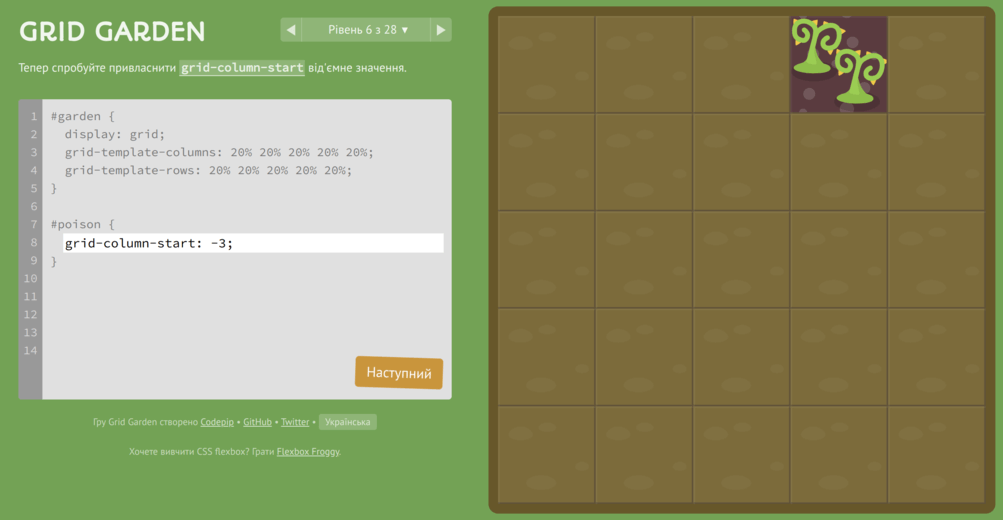 GRID GARDEN
◀ Рівень 6 з 28 ▾ ▶
Тепер спробуйте привласнити grid-column-start від'ємне значення.
1 #garden {
2 display: grid;
3 grid-template-columns: 20% 20% 20% 20% 20%;
4 grid-template-rows: 20% 20% 20% 20% 20%;
5 }
6
7 #poison {
8 grid-column-start: -3;
9 }
10
11
12
13
14
Наступний
Гру Grid Garden створено Codepip • GitHub • Twitter • Українська
Хочете вивчити CSS flexbox? Грати Flexbox Froggy.